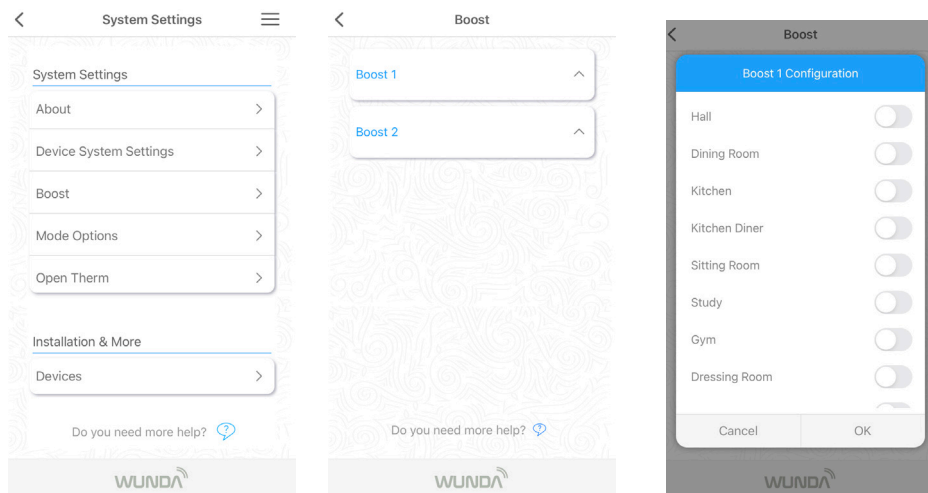 System Settings
System Settings
About
Device System Settings
Boost
Mode Options
Open Therm
Installation & More
Devices
Do you need more help?
WUNDA
Boost
Boost 1
Boost 2
Do you need more help?
WUNDA
Boost
Boost 1 Configuration
Hall
Dining Room
Kitchen
Kitchen Diner
Sitting Room
Study
Gym
Dressing Room
Cancel
OK
WUNDA